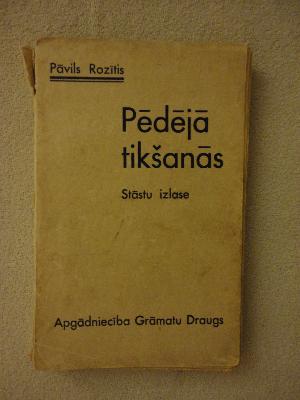 Pāvils Rozītis
Pēdējā
tikšanās
Stāstu izlase
Apgādniecība Grāmatu Draugs